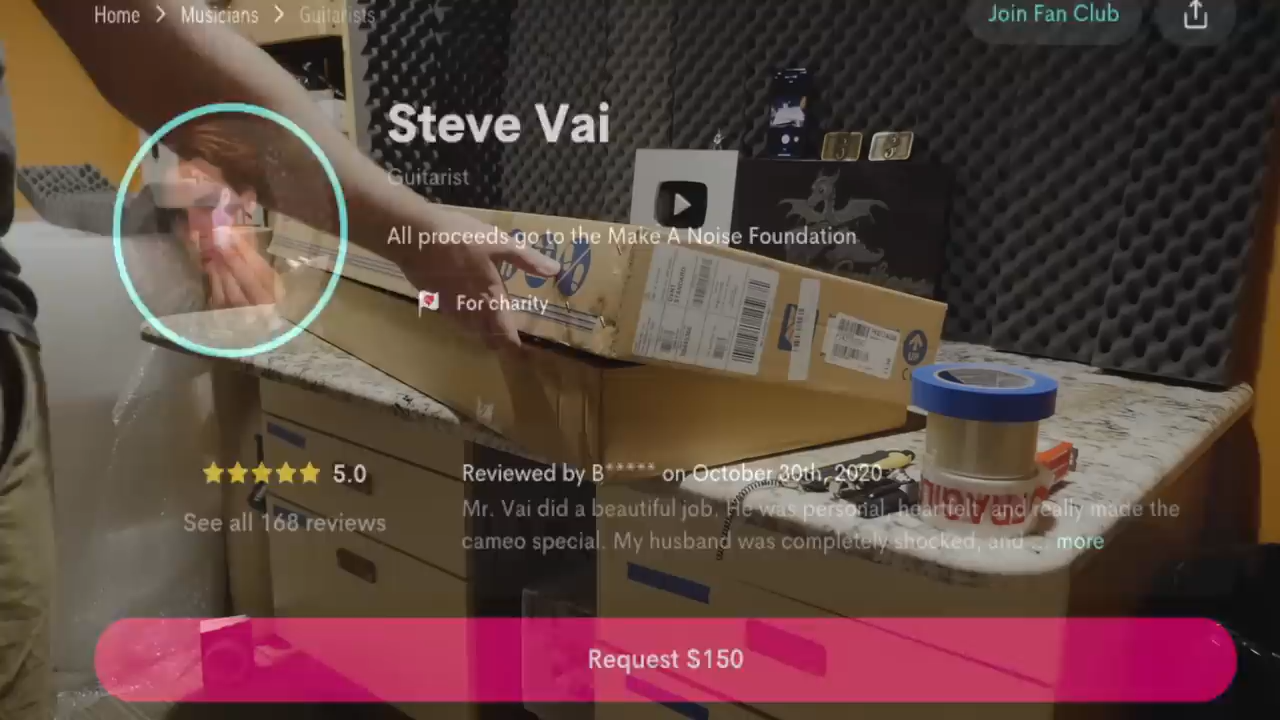 Home > Musicians > Guitarists
Join Fan Club
Steve Vai
Guitarist
All proceeds go to the Make A Noise Foundation
For charity
5.0
Reviewed by B***** on October 30th, 2020
See all 168 reviews
Mr. Vai did a beautiful job. He was personal, heartfelt, and really made the
cameo special. My husband was completely shocked, and ... more
Request $150
UP